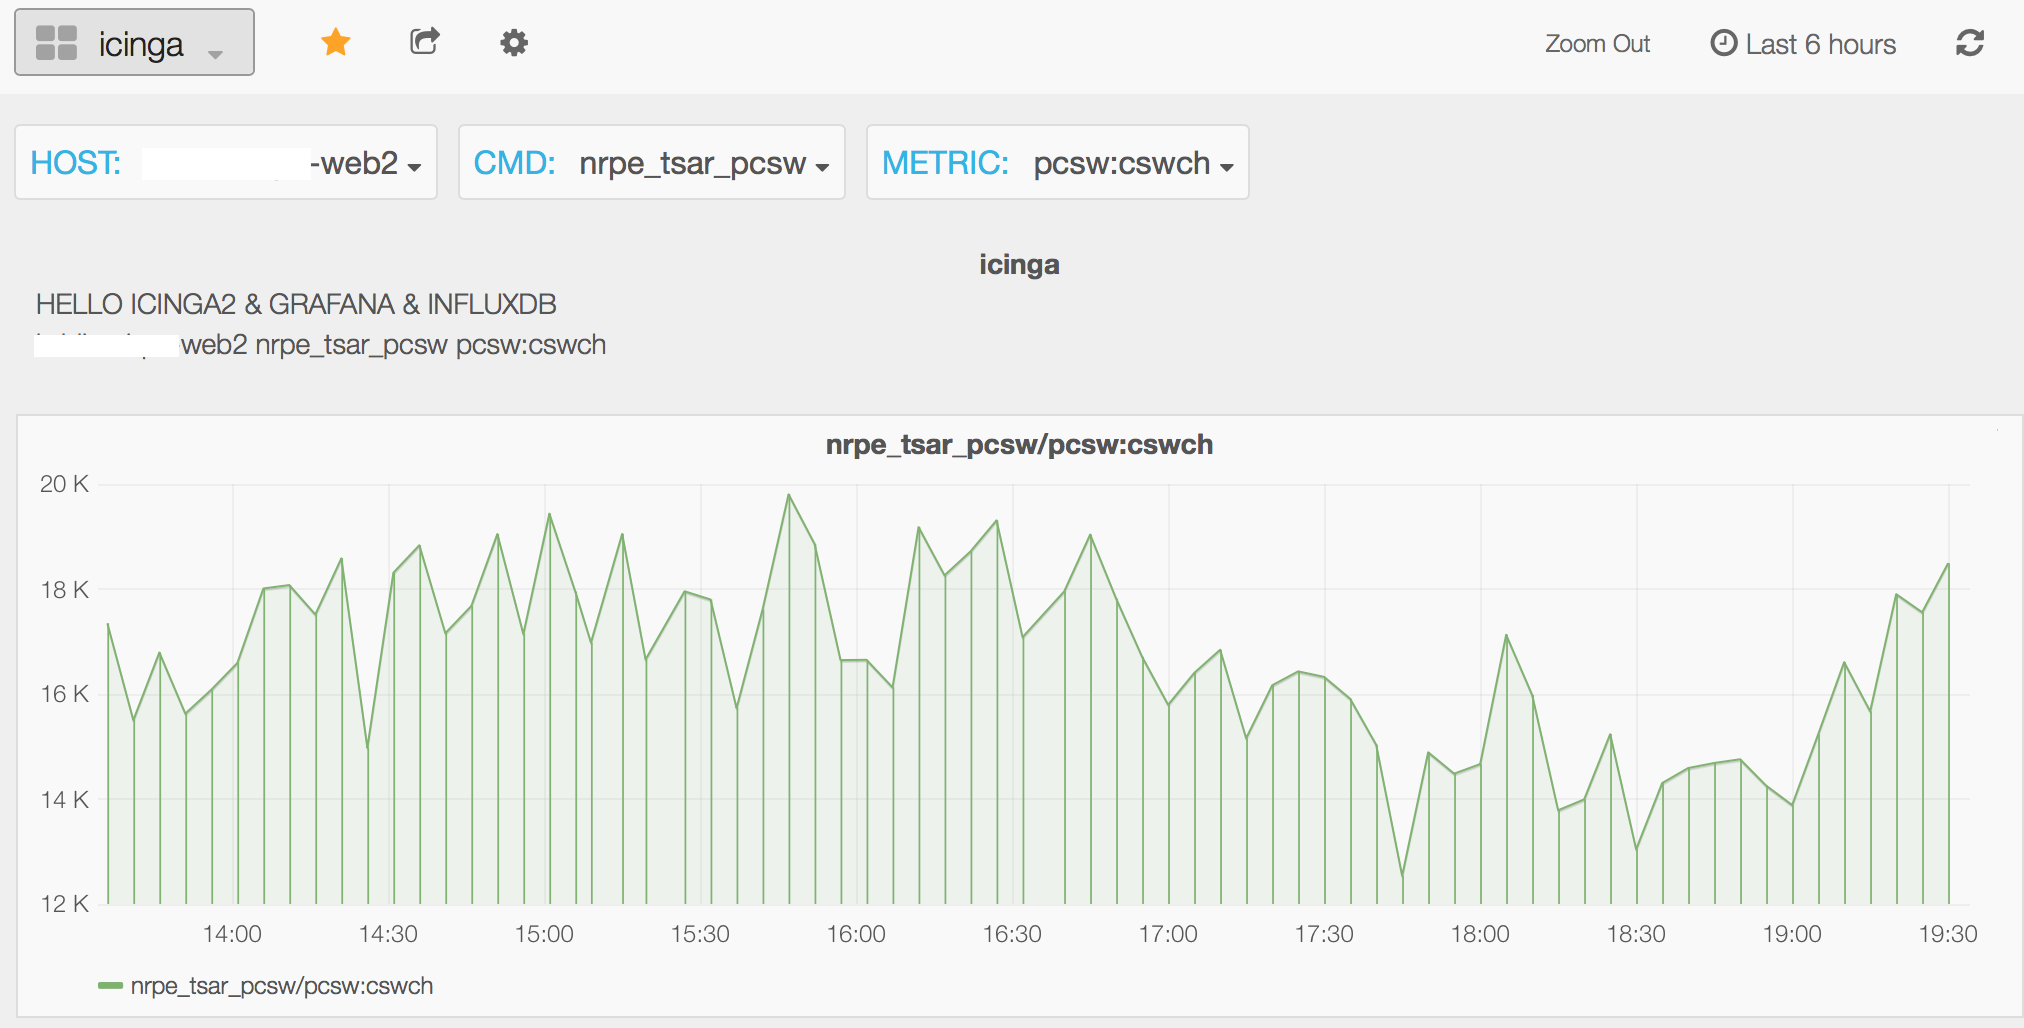 icinga
Zoom Out
Last 6 hours
HOST: -web2
CMD: nrpe_tsar_pcsw
METRIC: pcsw:cswch
icinga
HELLO ICINGA2 & GRAFANA & INFLUXDB
-web2 nrpe_tsar_pcsw pcsw:cswch
nrpe_tsar_pcsw/pcsw:cswch
20 K
18 K
16 K
14 K
12 K
14:00 14:30 15:00 15:30 16:00 16:30 17:00 17:30 18:00 18:30 19:00 19:30
nrpe_tsar_pcsw/pcsw:cswch